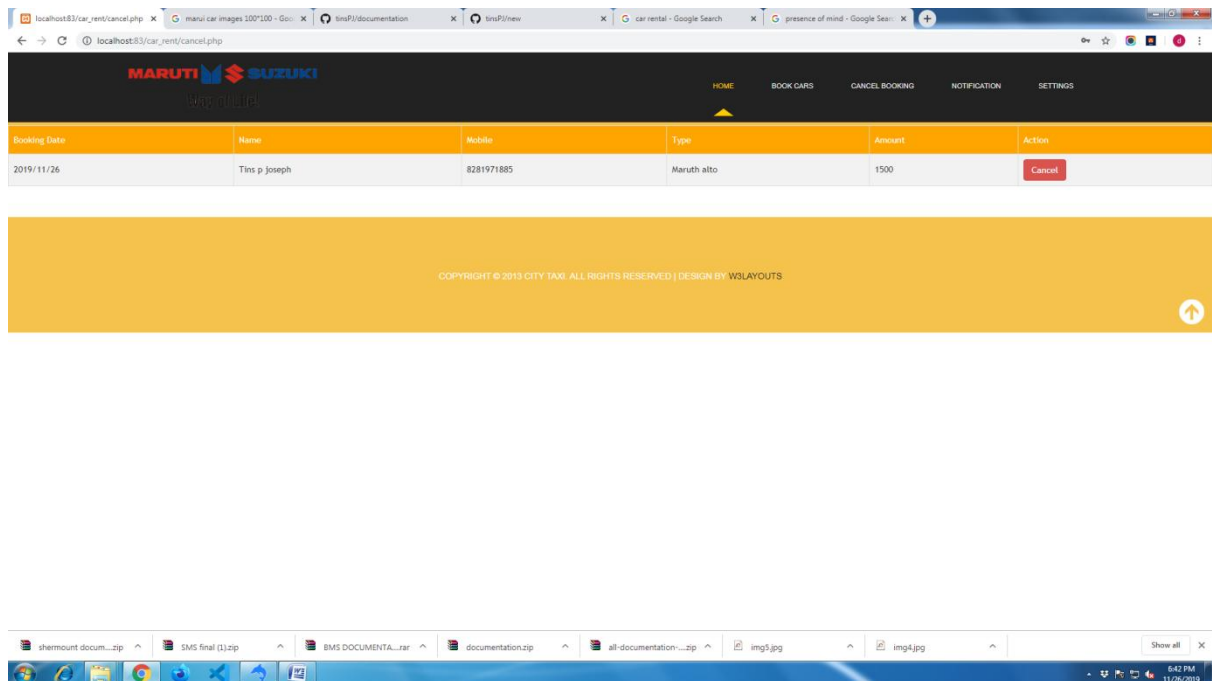 localhost:83/car_rent/cancel.php
marui car images 100*100 - Goo
tinsPJ/documentation
tinsPJ/new
car rental - Google Search
presence of mind - Google Sear
localhost:83/car_rent/cancel.php
d
MARUTI SUZUKI
HOME BOOK CARS CANCEL BOOKING NOTIFICATION SETTINGS
Booking Date Name Mobile Type Amount Action
2019/11/26 Tins p joseph 8281971885 Maruth alto 1500 Cancel
COPYRIGHT © 2013 CITY TAXI. ALL RIGHTS RESERVED | DESIGN BY W3LAYOUTS
shermount docum....zip SMS final (1).zip BMS DOCUMENTA....rar documentation.zip all-documentation-....zip img5.jpg img4.jpg Show all
6:42 PM
11/26/2019